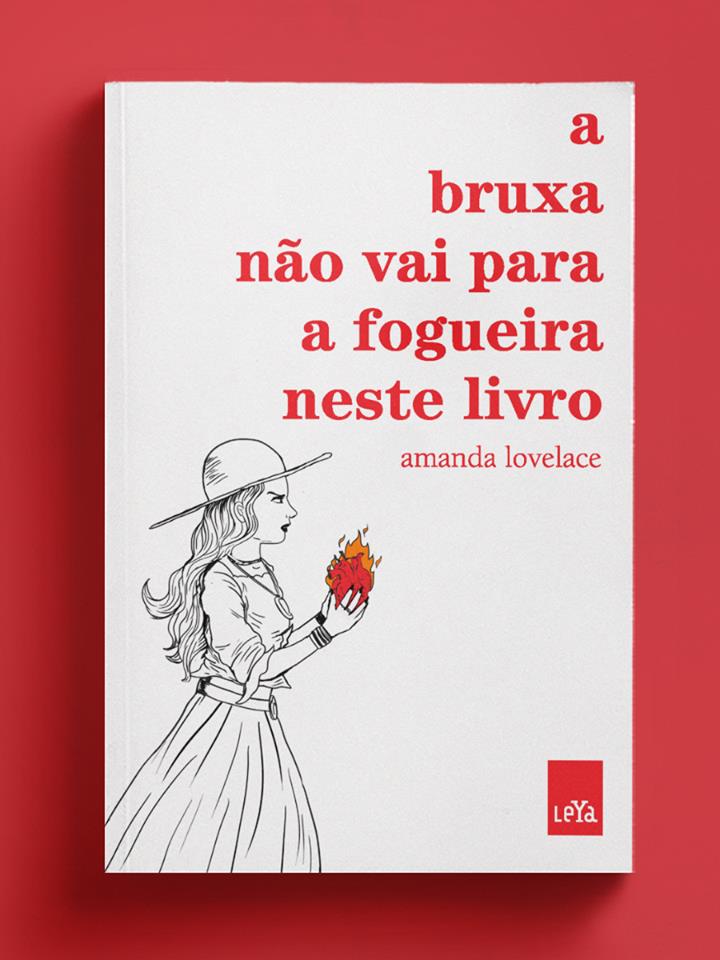 a
bruxa
não vai para
a fogueira
neste livro
amanda lovelace
LeYa